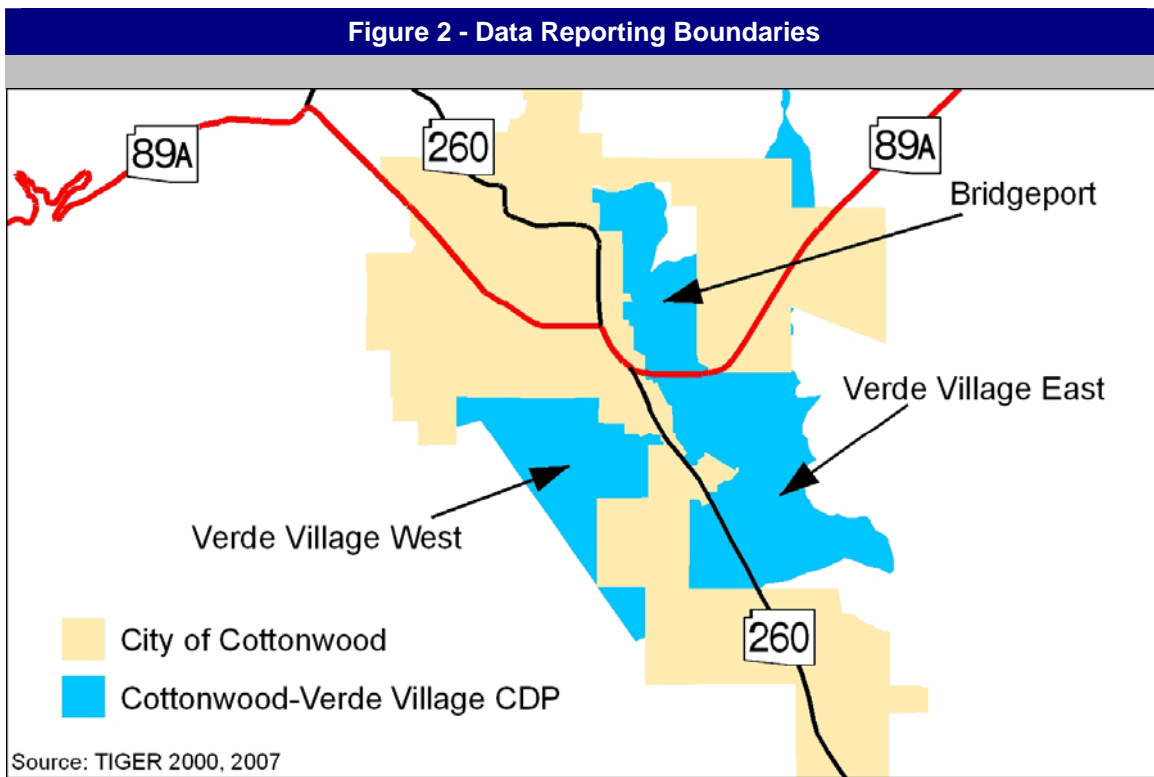 Figure 2 - Data Reporting Boundaries
89A
260
89A
Bridgeport
Verde Village East
Verde Village West
City of Cottonwood
260
Cottonwood-Verde Village CDP
Source: TIGER 2000, 2007